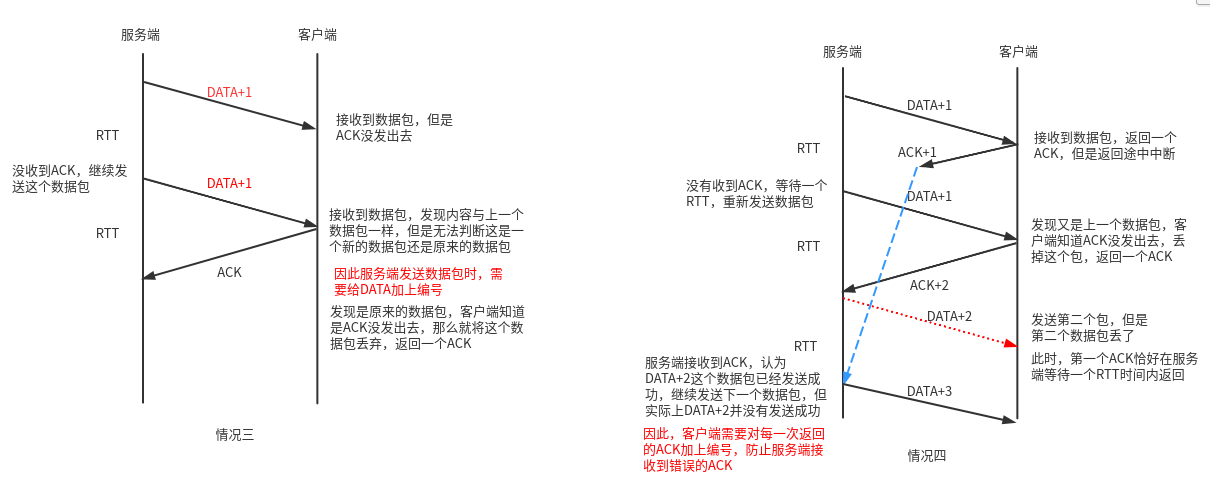 服务端
客户端
DATA+1
接收到数据包，但是
ACK没发出去
RTT
没收到ACK，继续发
送这个数据包
DATA+1
接收到数据包，发现内容与上一个
数据包一样，但是无法判断这是一
个新的数据包还是原来的数据包
RTT
ACK
因此服务端发送数据包时，需
要给DATA加上编号
发现是原来的数据包，客户端知道
是ACK没发出去，那么就将这个数
据包丢弃，返回一个ACK
情况三
服务端
客户端
DATA+1
接收到数据包，返回一个
ACK，但是返回途中中断
RTT
ACK+1
没有收到ACK，等待一个
RTT，重新发送数据包
DATA+1
发现又是上一个数据包，客
户端知道ACK没发出去，丢
掉这个包，返回一个ACK
RTT
ACK+2
DATA+2
发送第二个包，但是
第二个数据包丢了
RTT
此时，第一个ACK恰好在服务
端等待一个RTT时间内返回
服务端接收到ACK，认为
DATA+2这个数据包已经发送成
功，继续发送下一个数据包，但
实际上DATA+2并没有发送成功
DATA+3
因此，客户端需要对每一次返回
的ACK加上编号，防止服务端接
收到错误的ACK
情况四